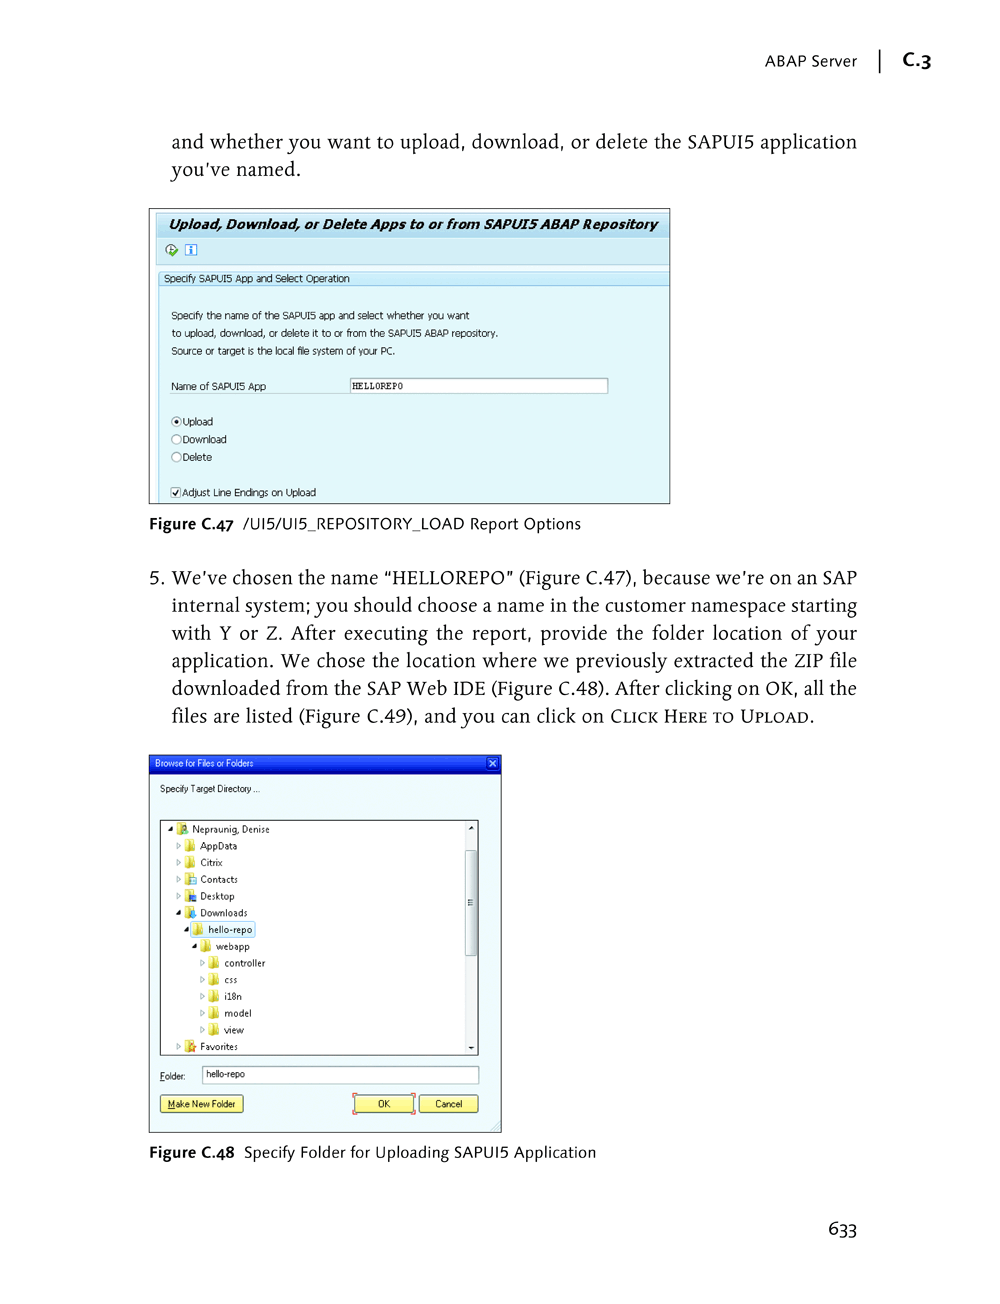 ABAP Server | C.3
and whether you want to upload, download, or delete the SAPUI5 application
you've named.
Upload, Download, or Delete Apps to or from SAPUI5 ABAP Repository
Specify SAPUI5 App and Select Operation
Specify the name of the SAPUI5 app and select whether you want
to upload, download, or delete it to or from the SAPUI5 ABAP repository.
Source or target is the local file system of your PC.
Name of SAPUI5 App HELLOREPO
Upload
Download
Delete
Adjust Line Endings on Upload
Figure C.47 /UI5/UI5_REPOSITORY_LOAD Report Options
5. We've chosen the name “HELLOREPO” (Figure C.47), because we're on an SAP
internal system; you should choose a name in the customer namespace starting
with Y or Z. After executing the report, provide the folder location of your
application. We chose the location where we previously extracted the ZIP file
downloaded from the SAP Web IDE (Figure C.48). After clicking on OK, all the
files are listed (Figure C.49), and you can click on Click Here to Upload.
Browse for Files or Folders
Specify Target Directory ...
Nepraunig, Denise
AppData
Citrix
Contacts
Desktop
Downloads
hello-repo
webapp
controller
css
i18n
model
view
Favorites
Folder: hello-repo
Make New Folder OK Cancel
Figure C.48 Specify Folder for Uploading SAPUI5 Application
633